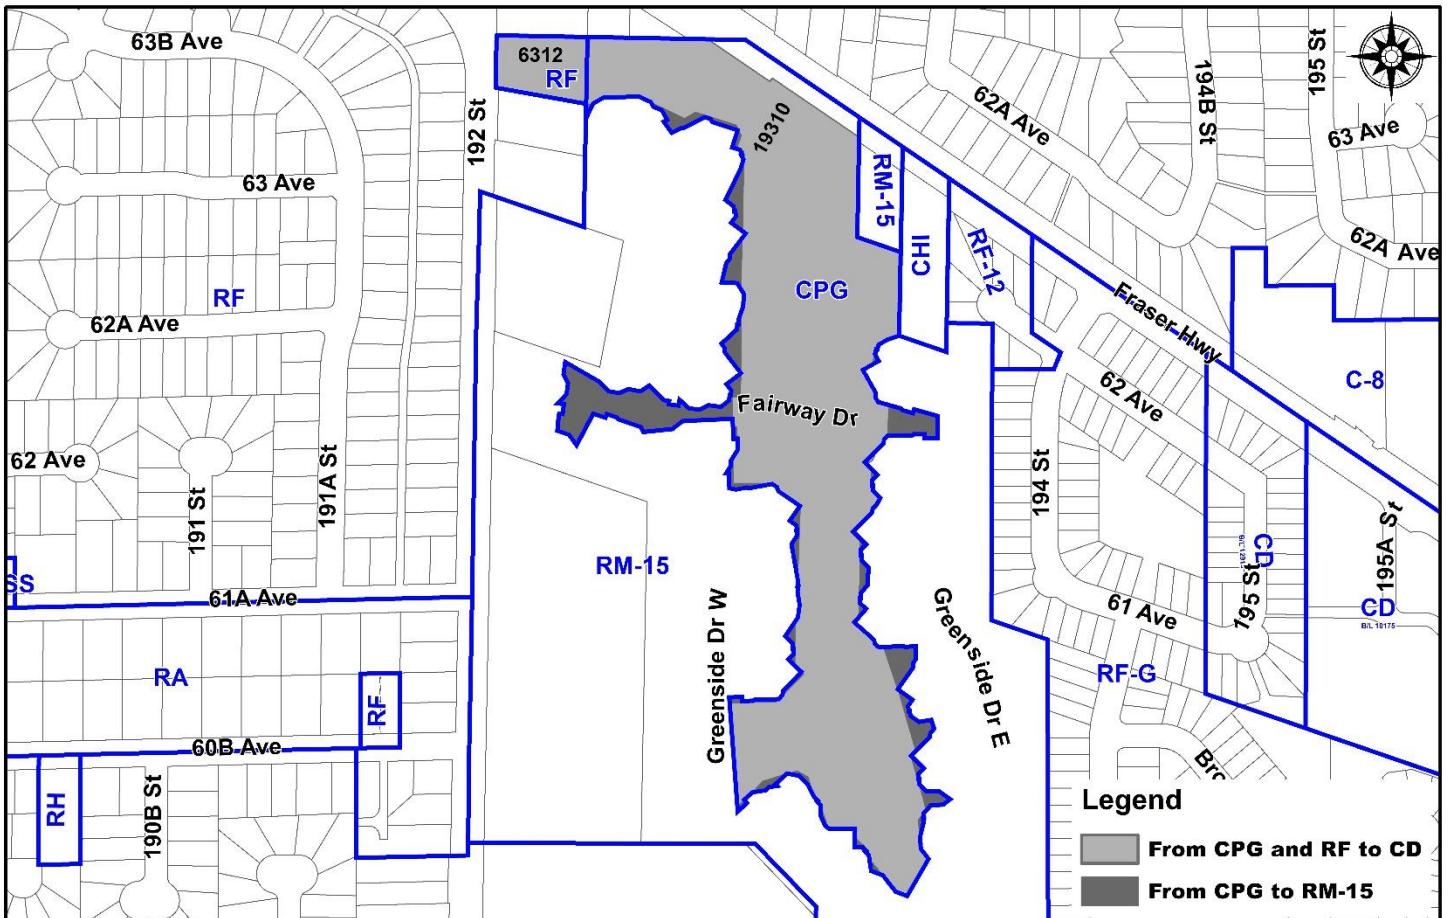 63B Ave
6312
RF
192 St
19310
62A Ave
194B St
195 St
63 Ave
63 Ave
RM-15
CHI
RF-12
62A Ave
RF
CPG
62A Ave
Fraser Hwy
C-8
62 Ave
Fairway Dr
62 Ave
191 St
191A St
194 St
195A St
RM-15
CD
SS
61A Ave
195 St
CD
B/L 10175
61 Ave
Greenside Dr W
Greenside Dr E
RA
RF
RF-G
60B Ave
Bro
RH
190B St
Legend
From CPG and RF to CD
From CPG to RM-15